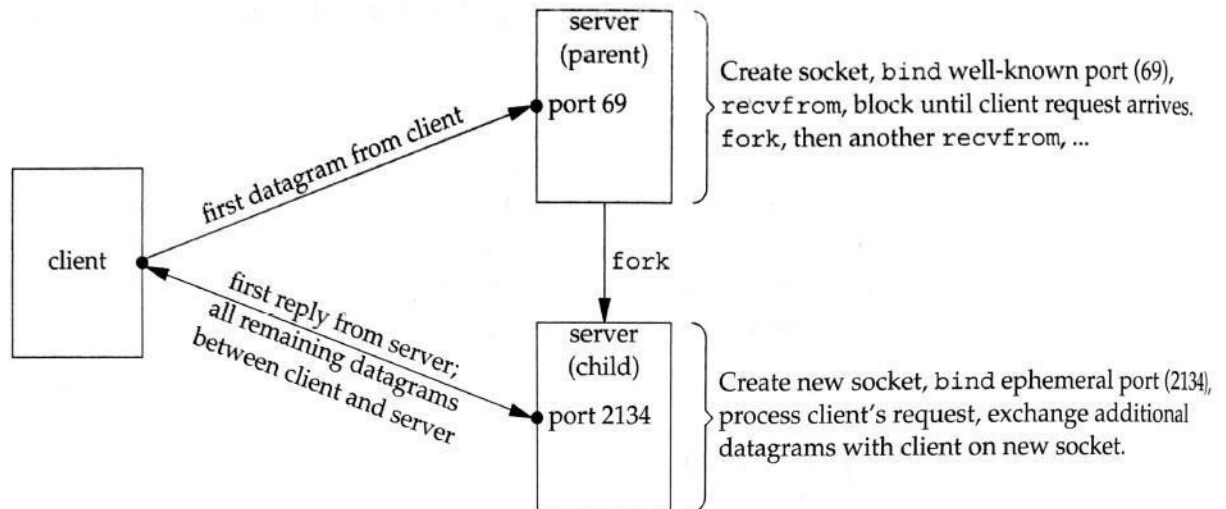 server
(parent)
port 69
Create socket, bind well-known port (69),
recvfrom, block until client request arrives.
fork, then another recvfrom, ...
first datagram from client
client
fork
first reply from server;
all remaining datagrams
between client and server
server
(child)
port 2134
Create new socket, bind ephemeral port (2134),
process client's request, exchange additional
datagrams with client on new socket.